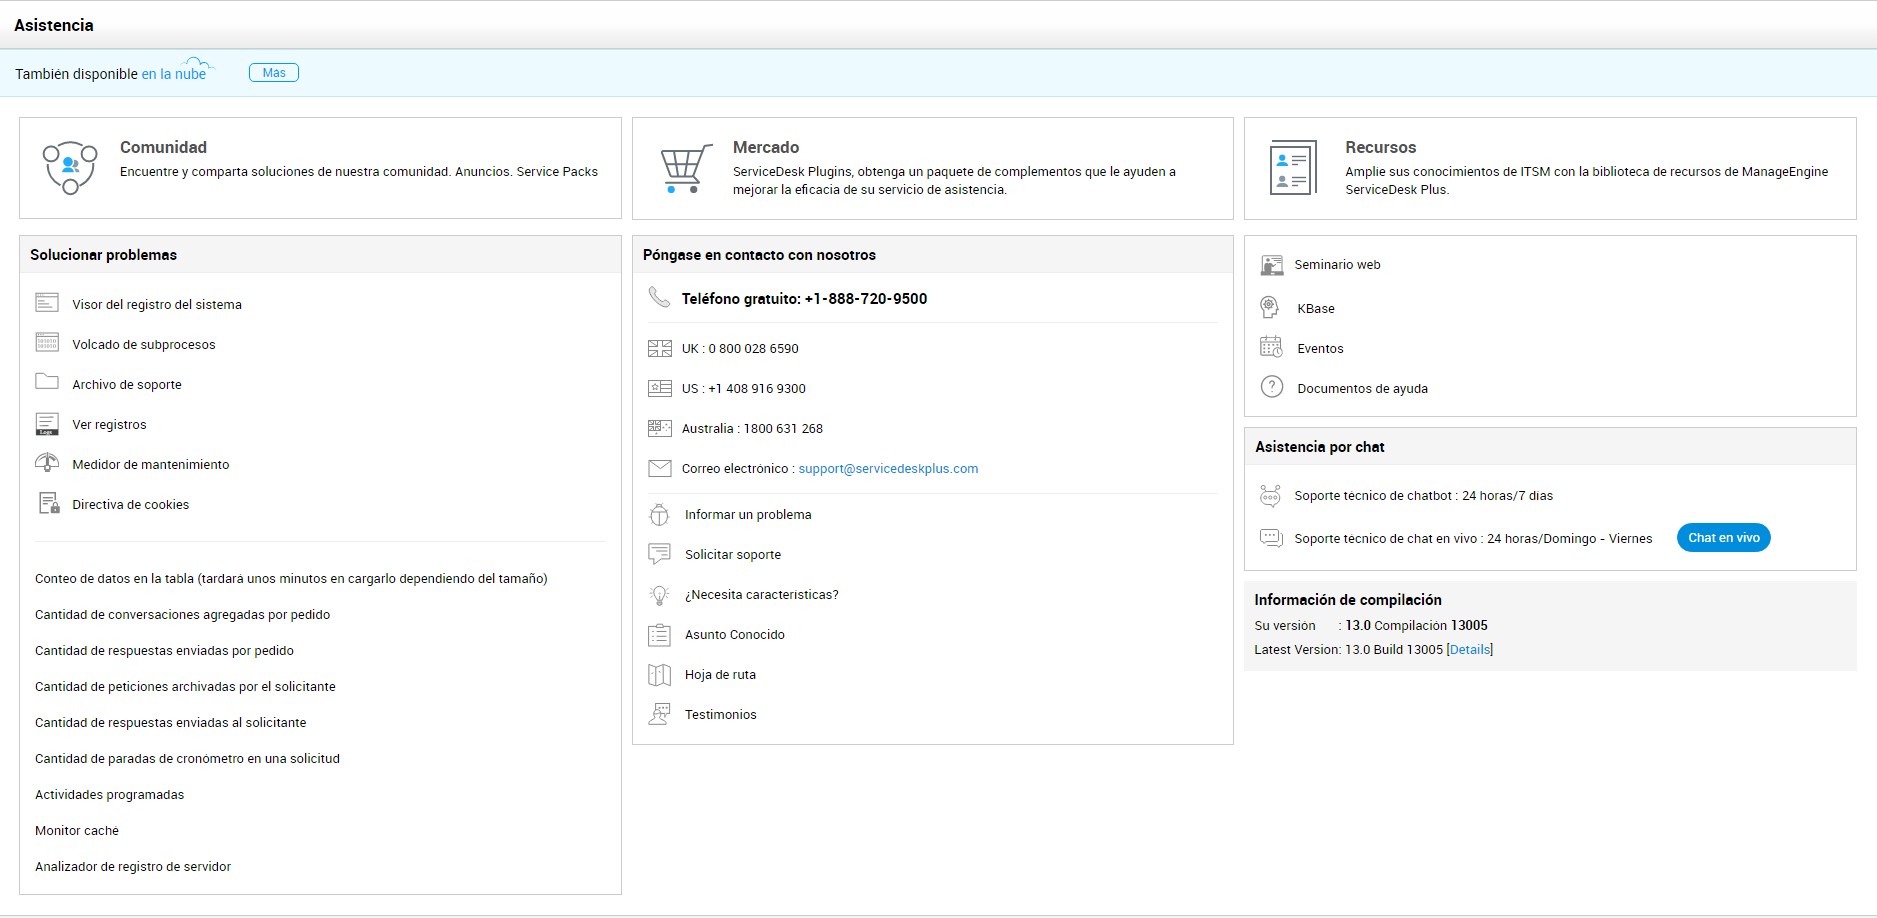 Asistencia
También disponible en la nube
Más
Comunidad
Encuentre y comparta soluciones de nuestra comunidad. Anuncios. Service Packs
Mercado
ServiceDesk Plugins, obtenga un paquete de complementos que le ayuden a
mejorar la eficacia de su servicio de asistencia.
Recursos
Amplíe sus conocimientos de ITSM con la biblioteca de recursos de ManageEngine
ServiceDesk Plus.
Solucionar problemas
Visor del registro del sistema
Volcado de subprocesos
Archivo de soporte
Logs
Ver registros
Medidor de mantenimiento
Directiva de cookies
Conteo de datos en la tabla (tardará unos minutos en cargarlo dependiendo del tamaño)
Cantidad de conversaciones agregadas por pedido
Cantidad de respuestas enviadas por pedido
Cantidad de peticiones archivadas por el solicitante
Cantidad de respuestas enviadas al solicitante
Cantidad de paradas de cronómetro en una solicitud
Actividades programadas
Monitor caché
Analizador de registro de servidor
Póngase en contacto con nosotros
Teléfono gratuito: +1-888-720-9500
UK : 0 800 028 6590
US : +1 408 916 9300
Australia : 1800 631 268
Correo electrónico : support@servicedeskplus.com
Informar un problema
Solicitar soporte
¿Necesita características?
Asunto Conocido
Hoja de ruta
Testimonios
Seminario web
KBase
Eventos
Documentos de ayuda
Asistencia por chat
Soporte técnico de chatbot : 24 horas/7 días
Soporte técnico de chat en vivo : 24 horas/Domingo - Viernes
Chat en vivo
Información de compilación
Su versión : 13.0 Compilación 13005
Latest Version: 13.0 Build 13005 [Details]